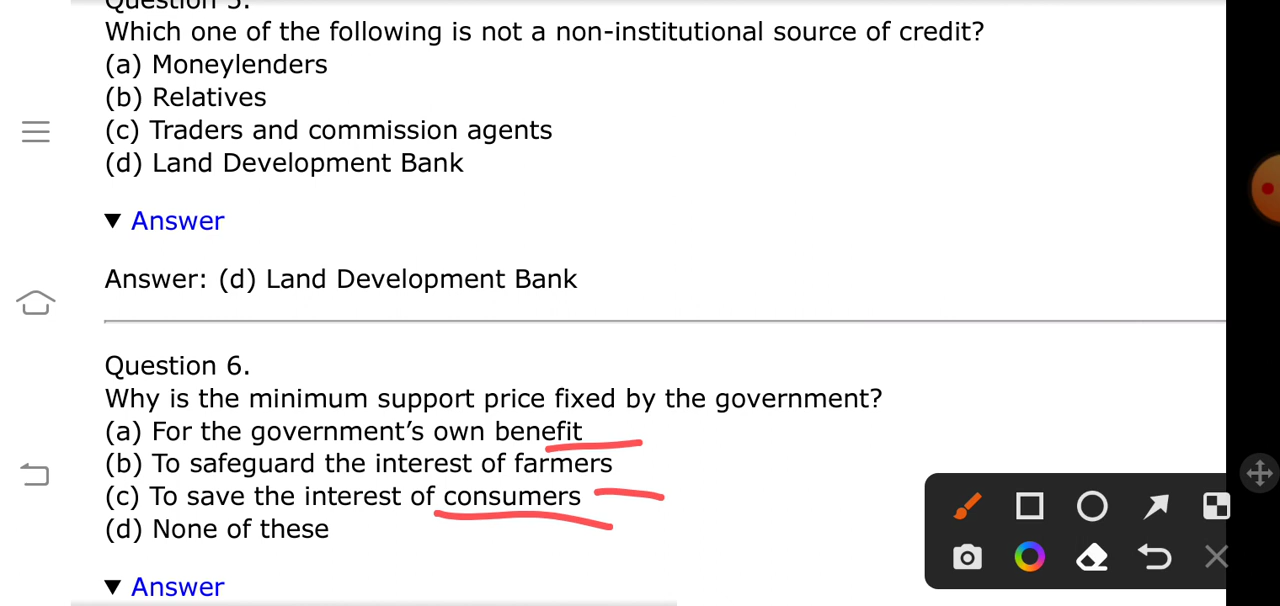 Question 5.
Which one of the following is not a non-institutional source of credit?
(a) Moneylenders
(b) Relatives
(c) Traders and commission agents
(d) Land Development Bank
▼ Answer
Answer: (d) Land Development Bank
Question 6.
Why is the minimum support price fixed by the government?
(a) For the government’s own benefit
(b) To safeguard the interest of farmers
(c) To save the interest of consumers
(d) None of these
▼ Answer